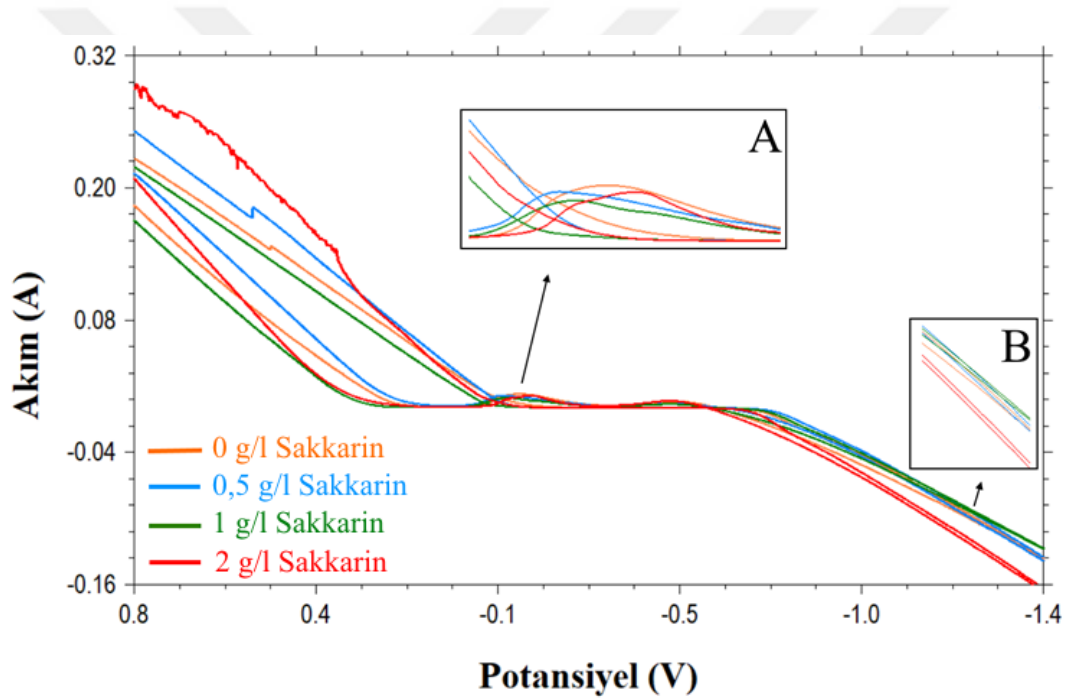 0.32
0.20
0.08
-0.04
-0.16
Akım (A)
A
B
0 g/l Sakkarin
0,5 g/l Sakkarin
1 g/l Sakkarin
2 g/l Sakkarin
0.8 0.4 -0.1 -0.5 -1.0 -1.4
Potansiyel (V)